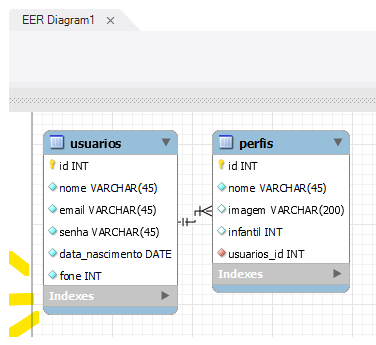 EER Diagram1
usuarios
id INT
nome VARCHAR(45)
email VARCHAR(45)
senha VARCHAR(45)
data_nascimento DATE
fone INT
Indexes
perfis
id INT
nome VARCHAR(45)
imagem VARCHAR(200)
infantil INT
usuarios_id INT
Indexes